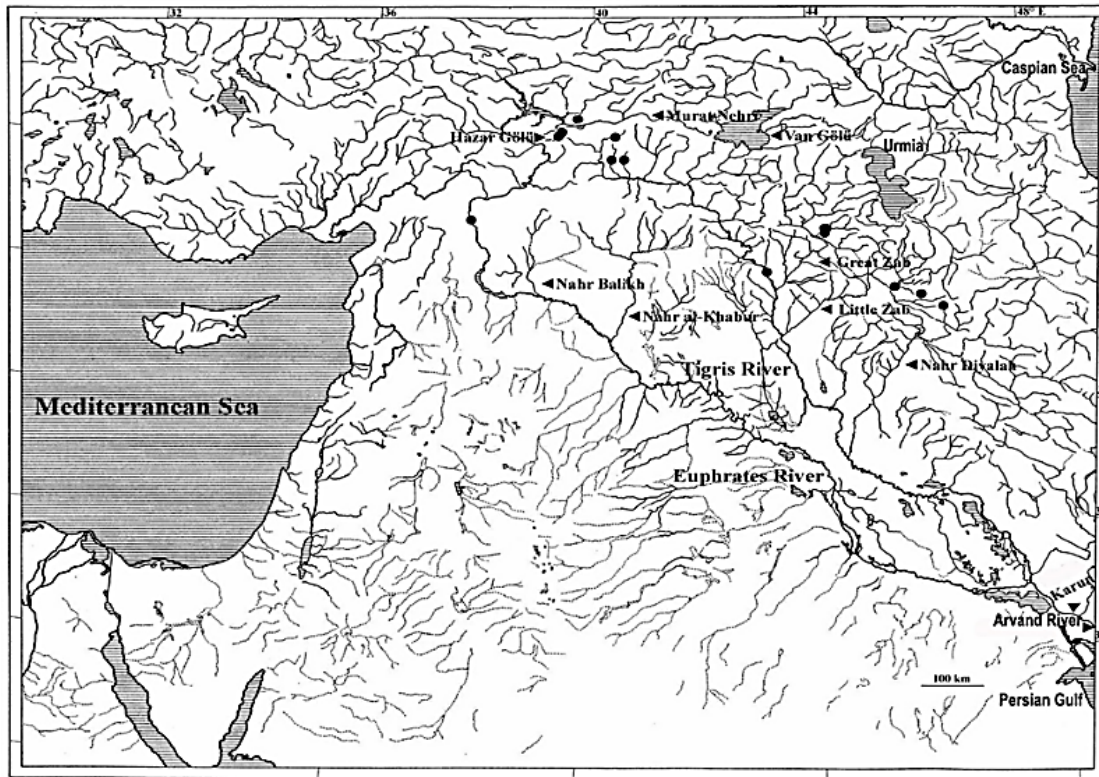 32
36
40
44
48° E
Caspian Sea
Murat Nehri
Hazar Gölü
Van Gölü
Urmia
Great Zab
Nahr Balikh
Little Zab
Nahr al-Khabur
Tigris River
Nahr Diyalah
Mediterranean Sea
Euphrates River
Karun
Arvand River
100 km
Persian Gulf